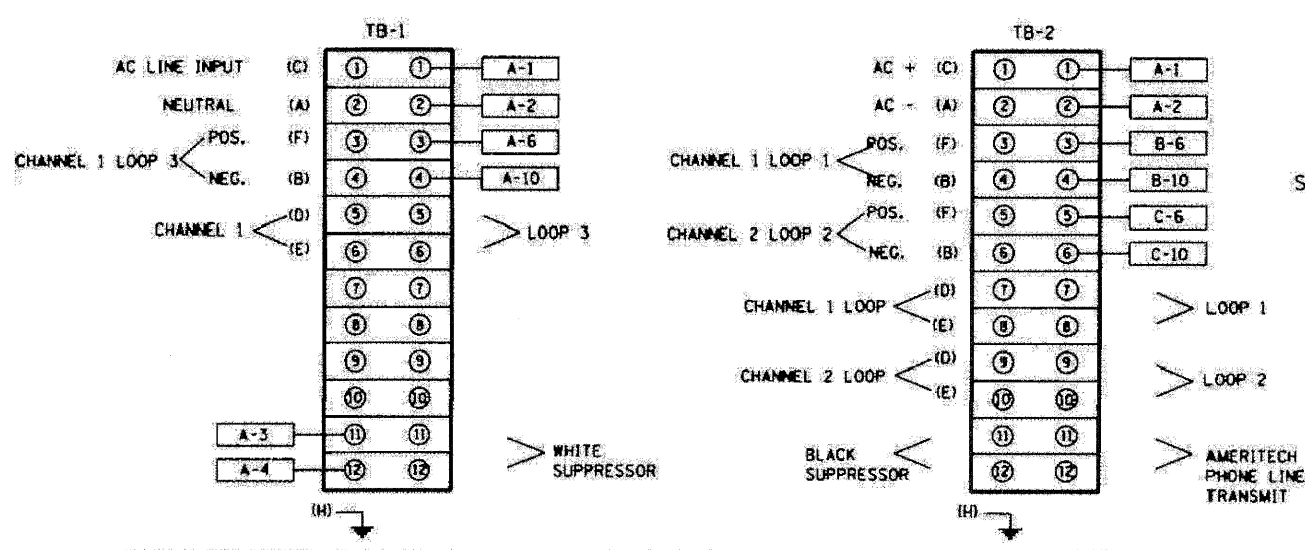 TB-1
AC LINE INPUT (C) 1 1 A-1
NEUTRAL (A) 2 2 A-2
POS. (F) 3 3 A-6
CHANNEL 1 LOOP 3
NEG. (B) 4 4 A-10
(D) 5 5
CHANNEL 1 LOOP 3
(E) 6 6
7 7
8 8
9 9
10 10
A-3 11 11
WHITE
SUPPRESSOR
A-4 12 12
(H)
TB-2
AC + (C) 1 1 A-1
AC - (A) 2 2 A-2
POS. (F) 3 3 B-6
CHANNEL 1 LOOP 1
NEG. (B) 4 4 B-10
S
POS. (F) 5 5 C-6
CHANNEL 2 LOOP 2
NEG. (B) 6 6 C-10
(D) 7 7
CHANNEL 1 LOOP LOOP 1
(E) 8 8
(D) 9 9
CHANNEL 2 LOOP LOOP 2
(E) 10 10
11 11
BLACK
SUPPRESSOR
12 12
AMERITECH
PHONE LINE
TRANSMIT
(H)